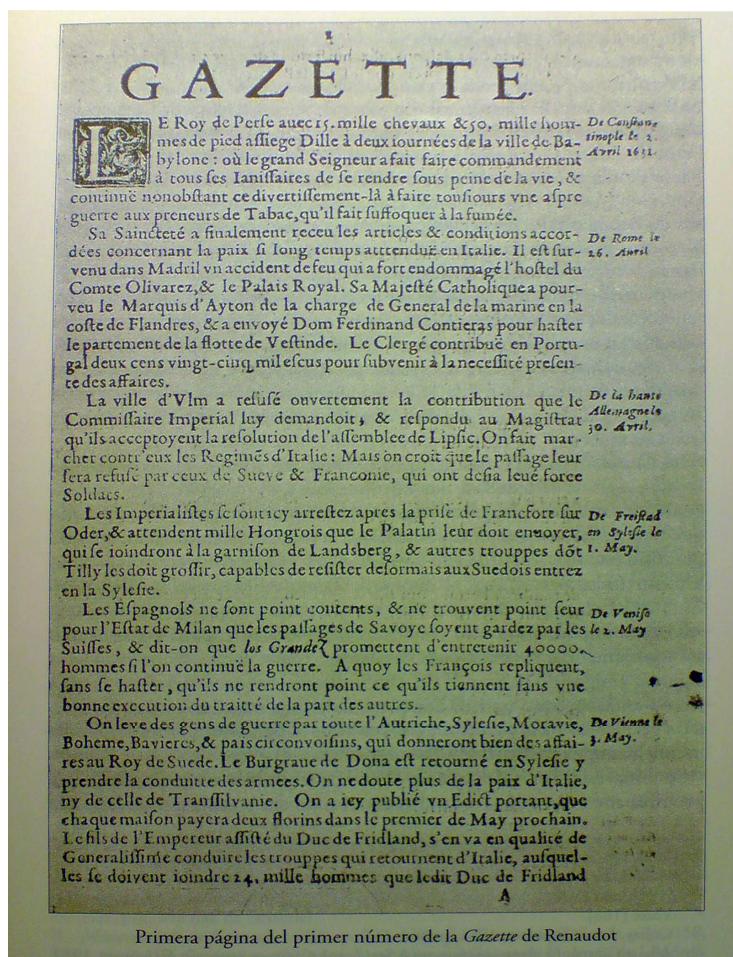 1
GAZETTE.
LE Roy de Perse auec 15. mille chevaux & 50. mille hom-
mes de pied assiege Dille à deux iournées de la ville de Ba-
bylone : où le grand Seigneur a fait faire commandement
à tous ses Ianissaires de se rendre sous peine de la vie, &
continuë nonobstant ce divertissement-là à faire tousiours vne aspre
guerre aux preneurs de Tabac, qu'il fait suffoquer à la fumée.
De Constan-
tinople le 2.
Avril 1631.
Sa Saincteté a finalement receu les articles & conditions accor-
dées concernant la paix si long temps atttenduë en Italie. Il est sur-
venu dans Madril vn accident de feu qui a fort endommagé l'hostel du
Comte Olivarez, & le Palais Royal. Sa Majesté Catholique a pour-
veu le Marquis d'Ayton de la charge de General de la marine en la
coste de Flandres, & a envoyé Dom Ferdinand Contieras pour haster
le partement de la flotte de Vestinde. Le Clergé contribuë en Portu-
gal deux cens vingt-cinq mil escus pour subvenir à la necessité presen-
te des affaires.
De Rome le
26. Avril
La ville d'Vlm a refusé ouvertement la contribution que le
Commissaire Imperial luy demandoit, & respondu au Magistrat
qu'ils acceptoyent la resolution de l'assemblee de Lipsic. On fait mar-
cher contr'eux les Regimẽs d'Italie : Mais on croit que le passage leur
sera refusé par ceux de Sueve & Franconie, qui ont desia leué force
Soldats.
De la haute
Allemagne le
30. Avril.
Les Imperialistes se sont icy arrestez apres la prise de Francfort sur
Oder, & attendent mille Hongrois que le Palatin leur doit envoyer,
qui se ioindront à la garnison de Landsberg, & autres trouppes dõt
Tilly les doit grossir, capables de resister desormais aux Suedois entrez
en la Sylesie.
De Freistad
en Sylesie le
1. May.
Les Espagnols ne sont point contents, & ne trouvent point seur
pour l'Estat de Milan que les passages de Savoye soyent gardez par les
Suisses, & dit-on que los Grandez promettent d'entretenir 40000.
hommes si l'on continuë la guerre. A quoy les François repliquent,
sans se haster, qu'ils ne rendront point ce qu'ils tiennent sans vne
bonne execution du traitté de la part des autres.
De Venise
le 2. May
On leve des gens de guerre par toute l'Autriche, Sylesie, Moravie,
Boheme, Bavieres, & pais circonvoisins, qui donneront bien des affai-
res au Roy de Suede. Le Burgrave de Dona est retourné en Sylesie y
prendre la conduitte des armees. On ne doute plus de la paix d'Italie,
ny de celle de Transsilvanie. On a icy publié vn Edict portant, que
chaque maison payera deux florins dans le premier de May prochain.
Le fils de l'Empereur assisté du Duc de Fridland, s'en va en qualité de
Generalissime conduire les trouppes qui retournent d'Italie, ausquel-
les se doivent ioindre 24. mille hommes que ledit Duc de Fridland
De Vienne le
3. May.
A
Primera página del primer número de la Gazette de Renaudot